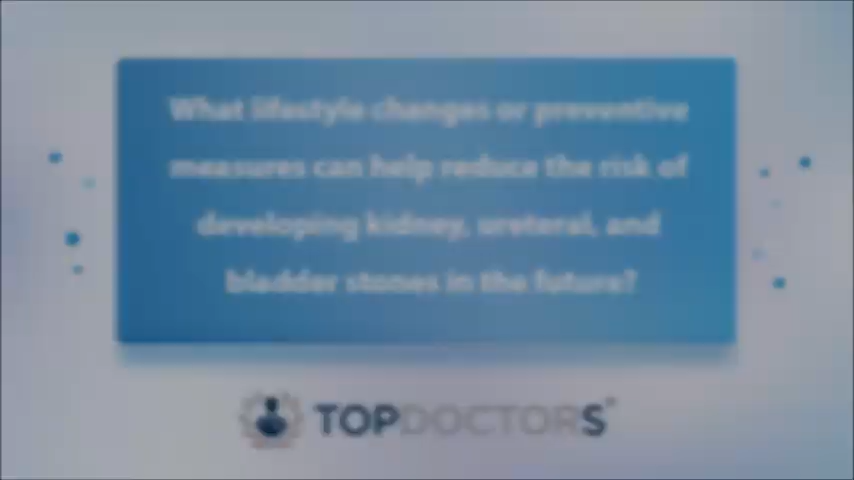 What lifestyle changes or preventive
measures can help reduce the risk of
developing kidney, ureteral, and
bladder stones in the future?
TOPDOCTORS